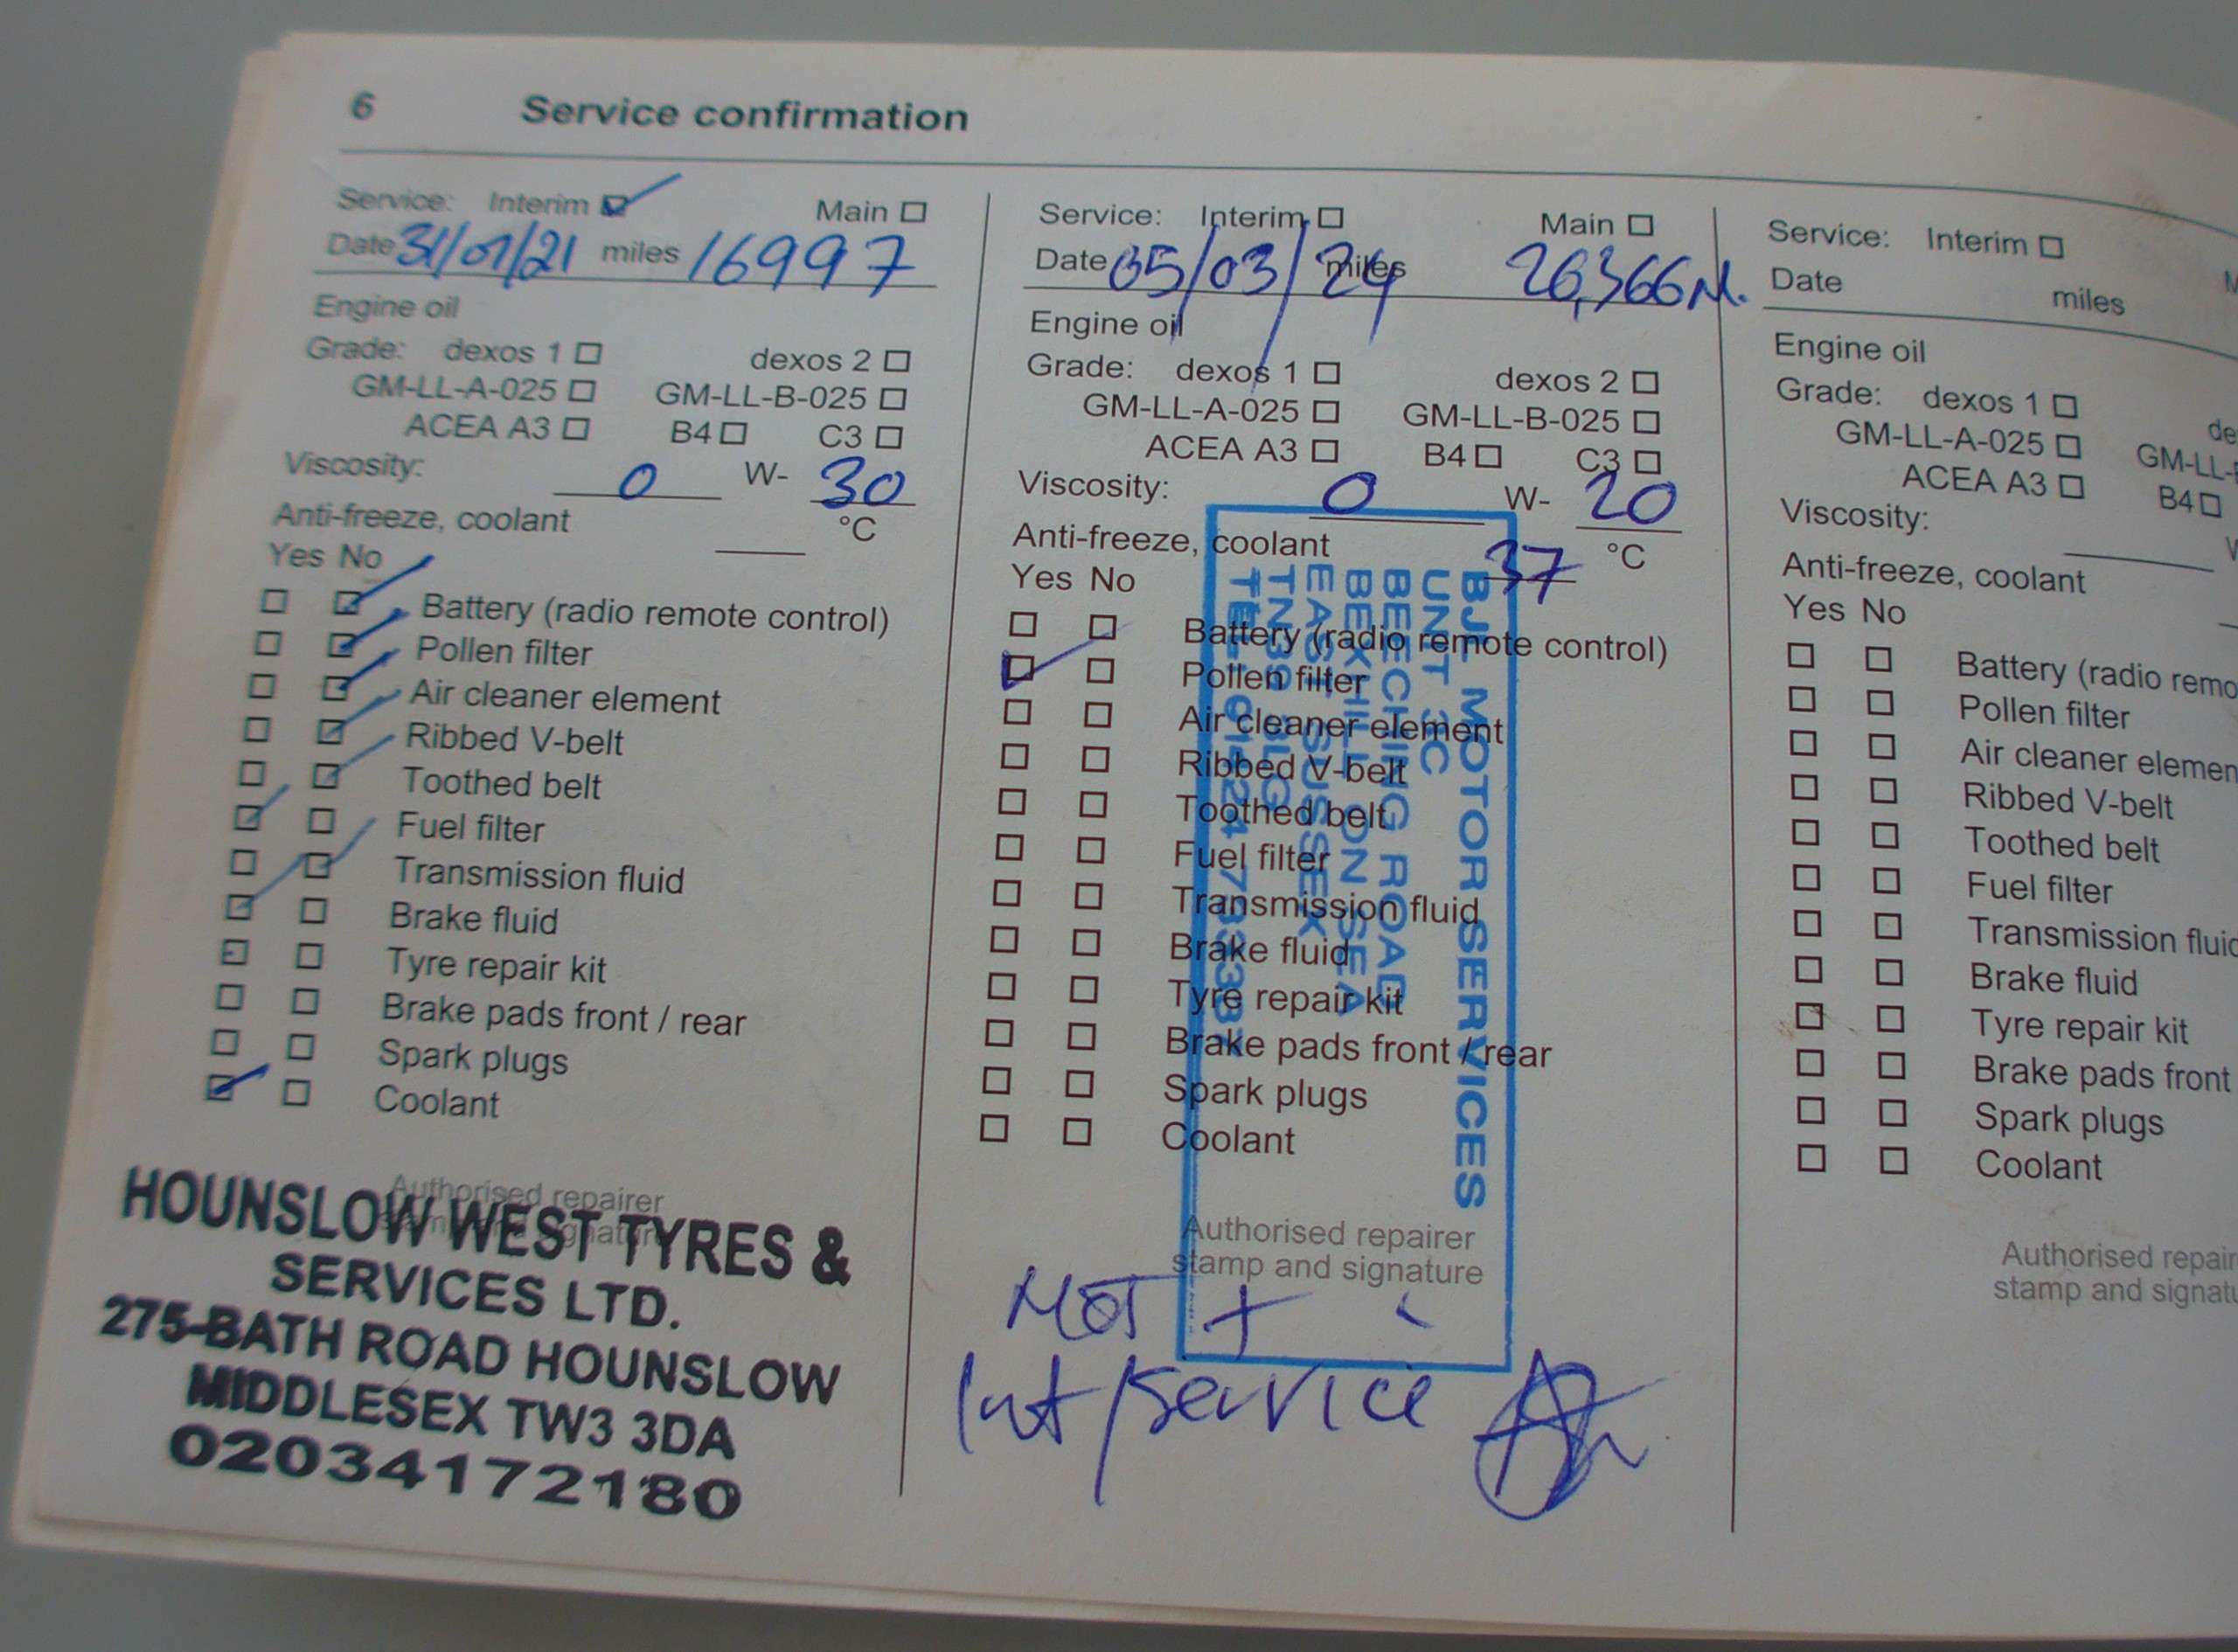 6 Service confirmation
Service: Interim ☑ Main ☐
Date 31/07/21 miles 16997
Engine oil
Grade: dexos 1 ☐ dexos 2 ☐
GM-LL-A-025 ☐ GM-LL-B-025 ☐
ACEA A3 ☐ B4 ☐ C3 ☐
Viscosity: 0 W- 30
Anti-freeze, coolant °C
Yes No
Battery (radio remote control)
Pollen filter
Air cleaner element
Ribbed V-belt
Toothed belt
Fuel filter
Transmission fluid
Brake fluid
Tyre repair kit
Brake pads front / rear
Spark plugs
Coolant
Authorised repairer
HOUNSLOW WEST TYRES &
SERVICES LTD.
275-BATH ROAD HOUNSLOW
MIDDLESEX TW3 3DA
02034172180
Service: Interim ☐ Main ☐
Date 05/03/24 miles 26,366 M.
Engine oil
Grade: dexos 1 ☐ dexos 2 ☐
GM-LL-A-025 ☐ GM-LL-B-025 ☐
ACEA A3 ☐ B4 ☐ C3 ☐
Viscosity: 0 W- 20
Anti-freeze, coolant 37 °C
Yes No
Battery (radio remote control)
Pollen filter
Air cleaner element
Ribbed V-belt
Toothed belt
Fuel filter
Transmission fluid
Brake fluid
Tyre repair kit
Brake pads front / rear
Spark plugs
Coolant
BJL MOTOR SERVICES
UNIT 3C
BEECHING ROAD
BEXHILL ON SEA
EAST SUSSEX
Authorised repairer
stamp and signature
MOT +
Int/Service
Service: Interim ☐
Date miles
Engine oil
Grade: dexos 1 ☐
GM-LL-A-025 ☐ GM-LL-
ACEA A3 ☐ B4 ☐
Viscosity:
Anti-freeze, coolant
Yes No
Battery (radio remo
Pollen filter
Air cleaner elemen
Ribbed V-belt
Toothed belt
Fuel filter
Transmission fluid
Brake fluid
Tyre repair kit
Brake pads front
Spark plugs
Coolant
Authorised repair
stamp and signatu